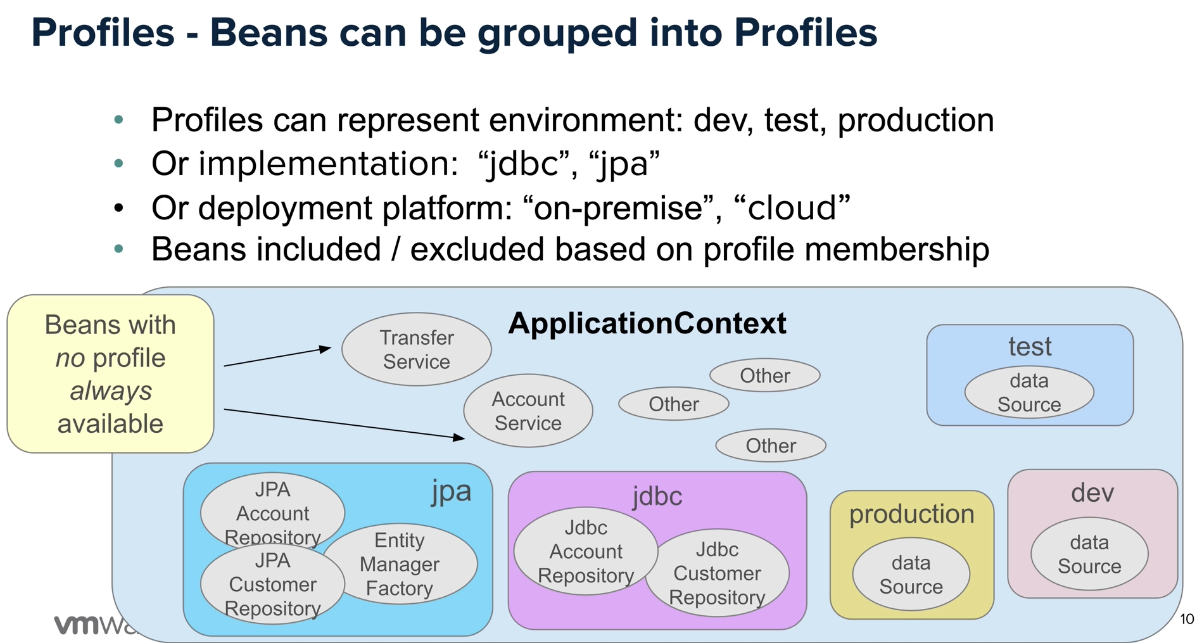 Profiles - Beans can be grouped into Profiles
• Profiles can represent environment: dev, test, production
• Or implementation: “jdbc”, “jpa”
• Or deployment platform: “on-premise”, “cloud”
• Beans included / excluded based on profile membership
Beans with
no profile
always
available
ApplicationContext
Transfer
Service
Account
Service
Other
Other
Other
test
data
Source
jpa
JPA
Account
Repository
JPA
Customer
Repository
Entity
Manager
Factory
jdbc
Jdbc
Account
Repository
Jdbc
Customer
Repository
production
data
Source
dev
data
Source
10